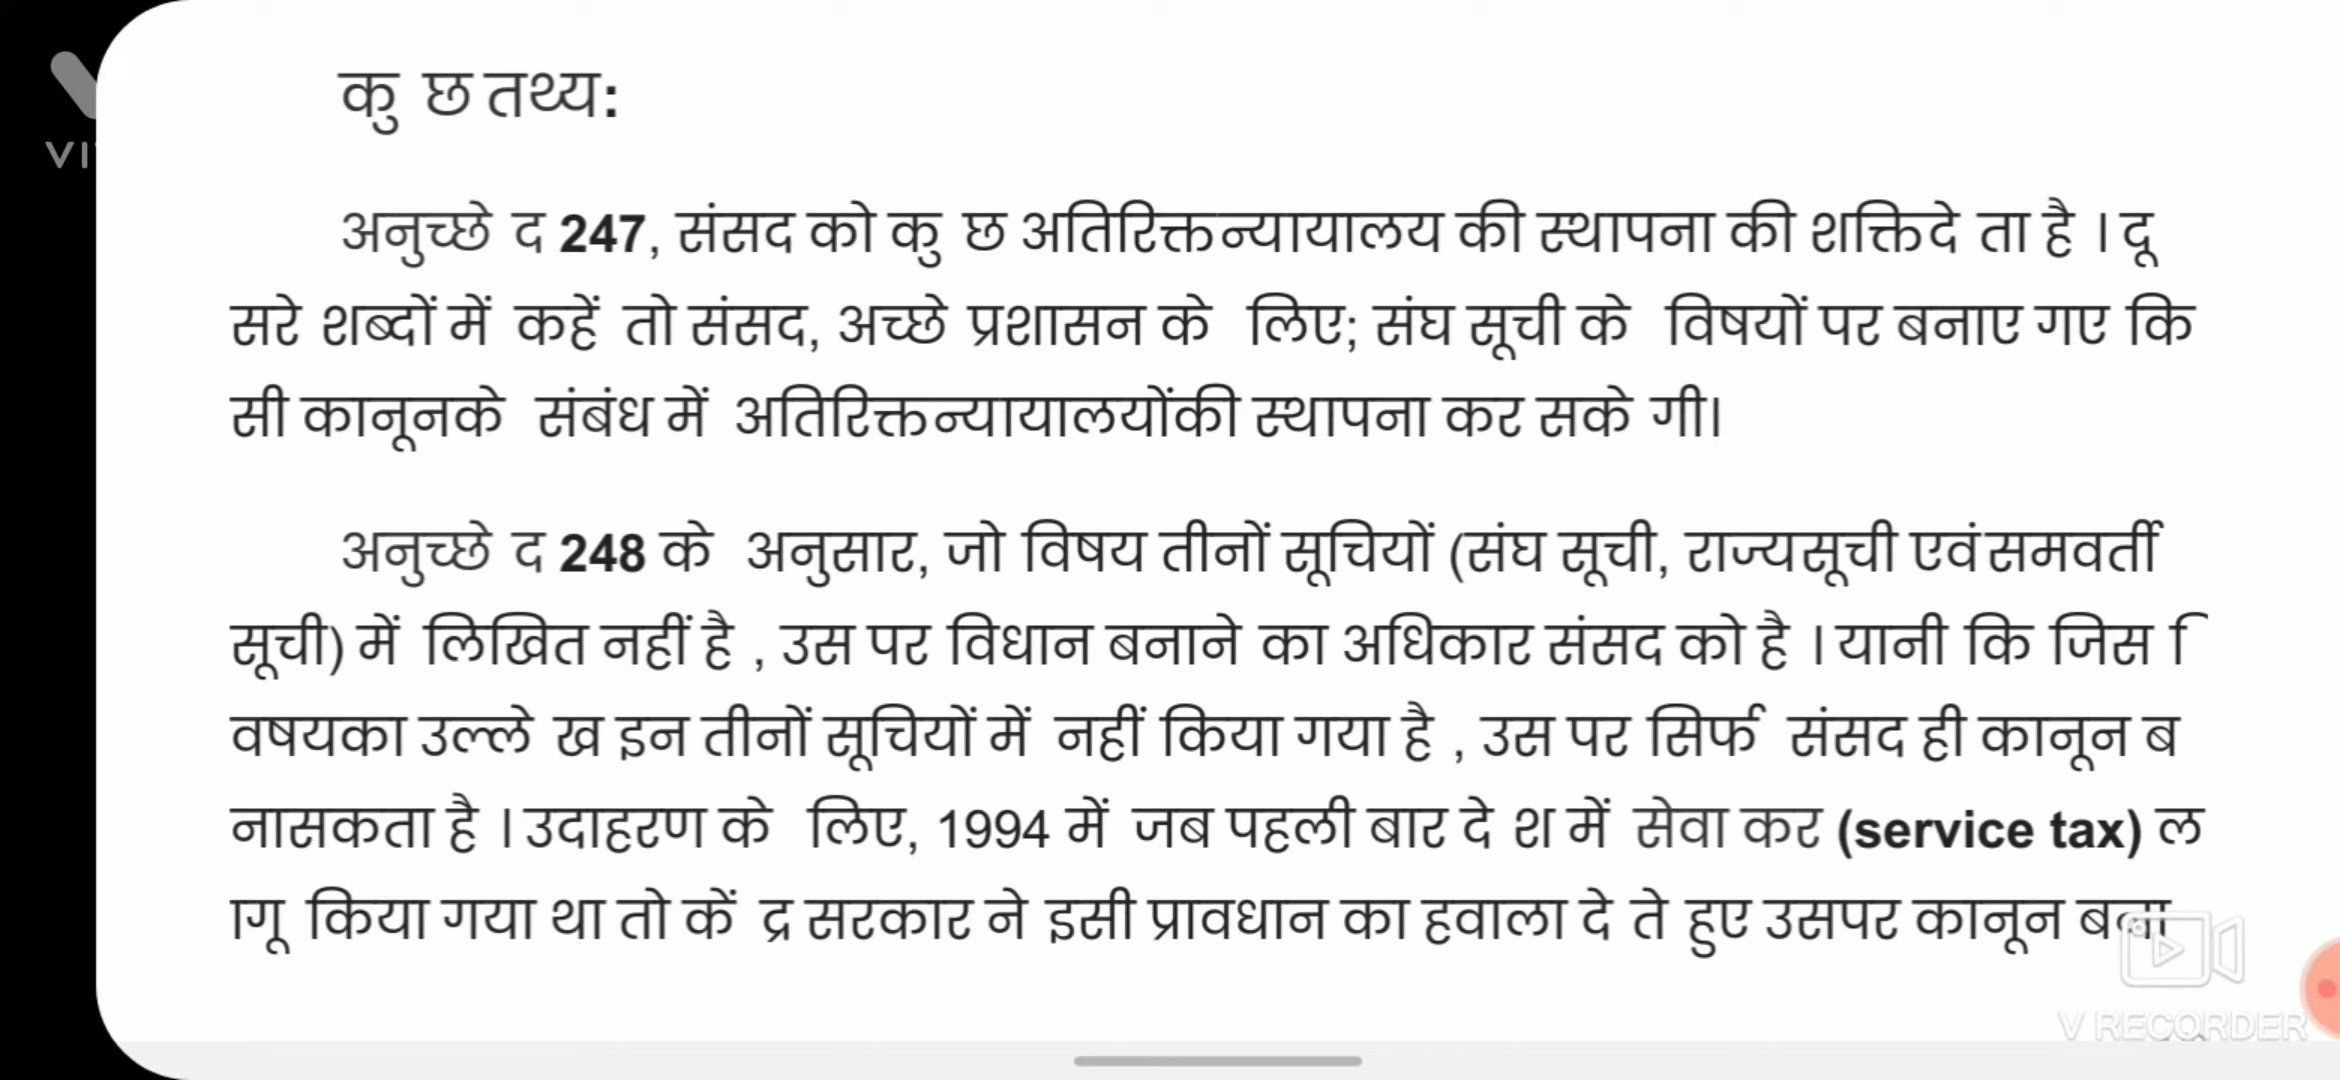 कु छ तथ्य:
VI
अनुच्छे द 247, संसद को कु छ अतिरिक्तन्यायालय की स्थापना की शक्तिदे ता है । दू
सरे शब्दों में कहें तो संसद, अच्छे प्रशासन के लिए; संघ सूची के विषयों पर बनाए गए कि
सी कानूनके संबंध में अतिरिक्तन्यायालयोंकी स्थापना कर सके गी।
अनुच्छे द 248 के अनुसार, जो विषय तीनों सूचियों (संघ सूची, राज्यसूची एवंसमवर्ती
सूची) में लिखित नहीं है , उस पर विधान बनाने का अधिकार संसद को है । यानी कि जिस ि
वषयका उल्ले ख इन तीनों सूचियों में नहीं किया गया है , उस पर सिर्फ संसद ही कानून ब
नासकता है । उदाहरण के लिए, 1994 में जब पहली बार दे श में सेवा कर (service tax) ल
ागू किया गया था तो कें द्र सरकार ने इसी प्रावधान का हवाला दे ते हुए उसपर कानून बना
V RECORDER